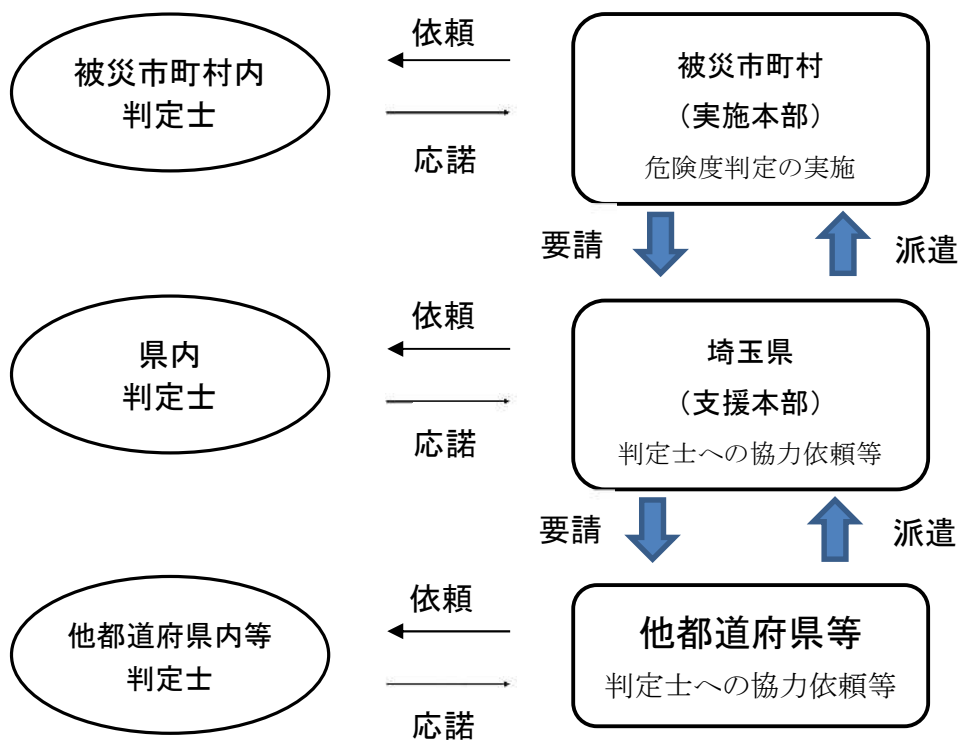 依頼
被災市町村内
判定士
応諾
被災市町村
(実施本部)
危険度判定の実施
要請
派遣
依頼
県内
判定士
応諾
埼玉県
(支援本部)
判定士への協力依頼等
要請
派遣
依頼
他都道府県内等
判定士
応諾
他都道府県等
判定士への協力依頼等